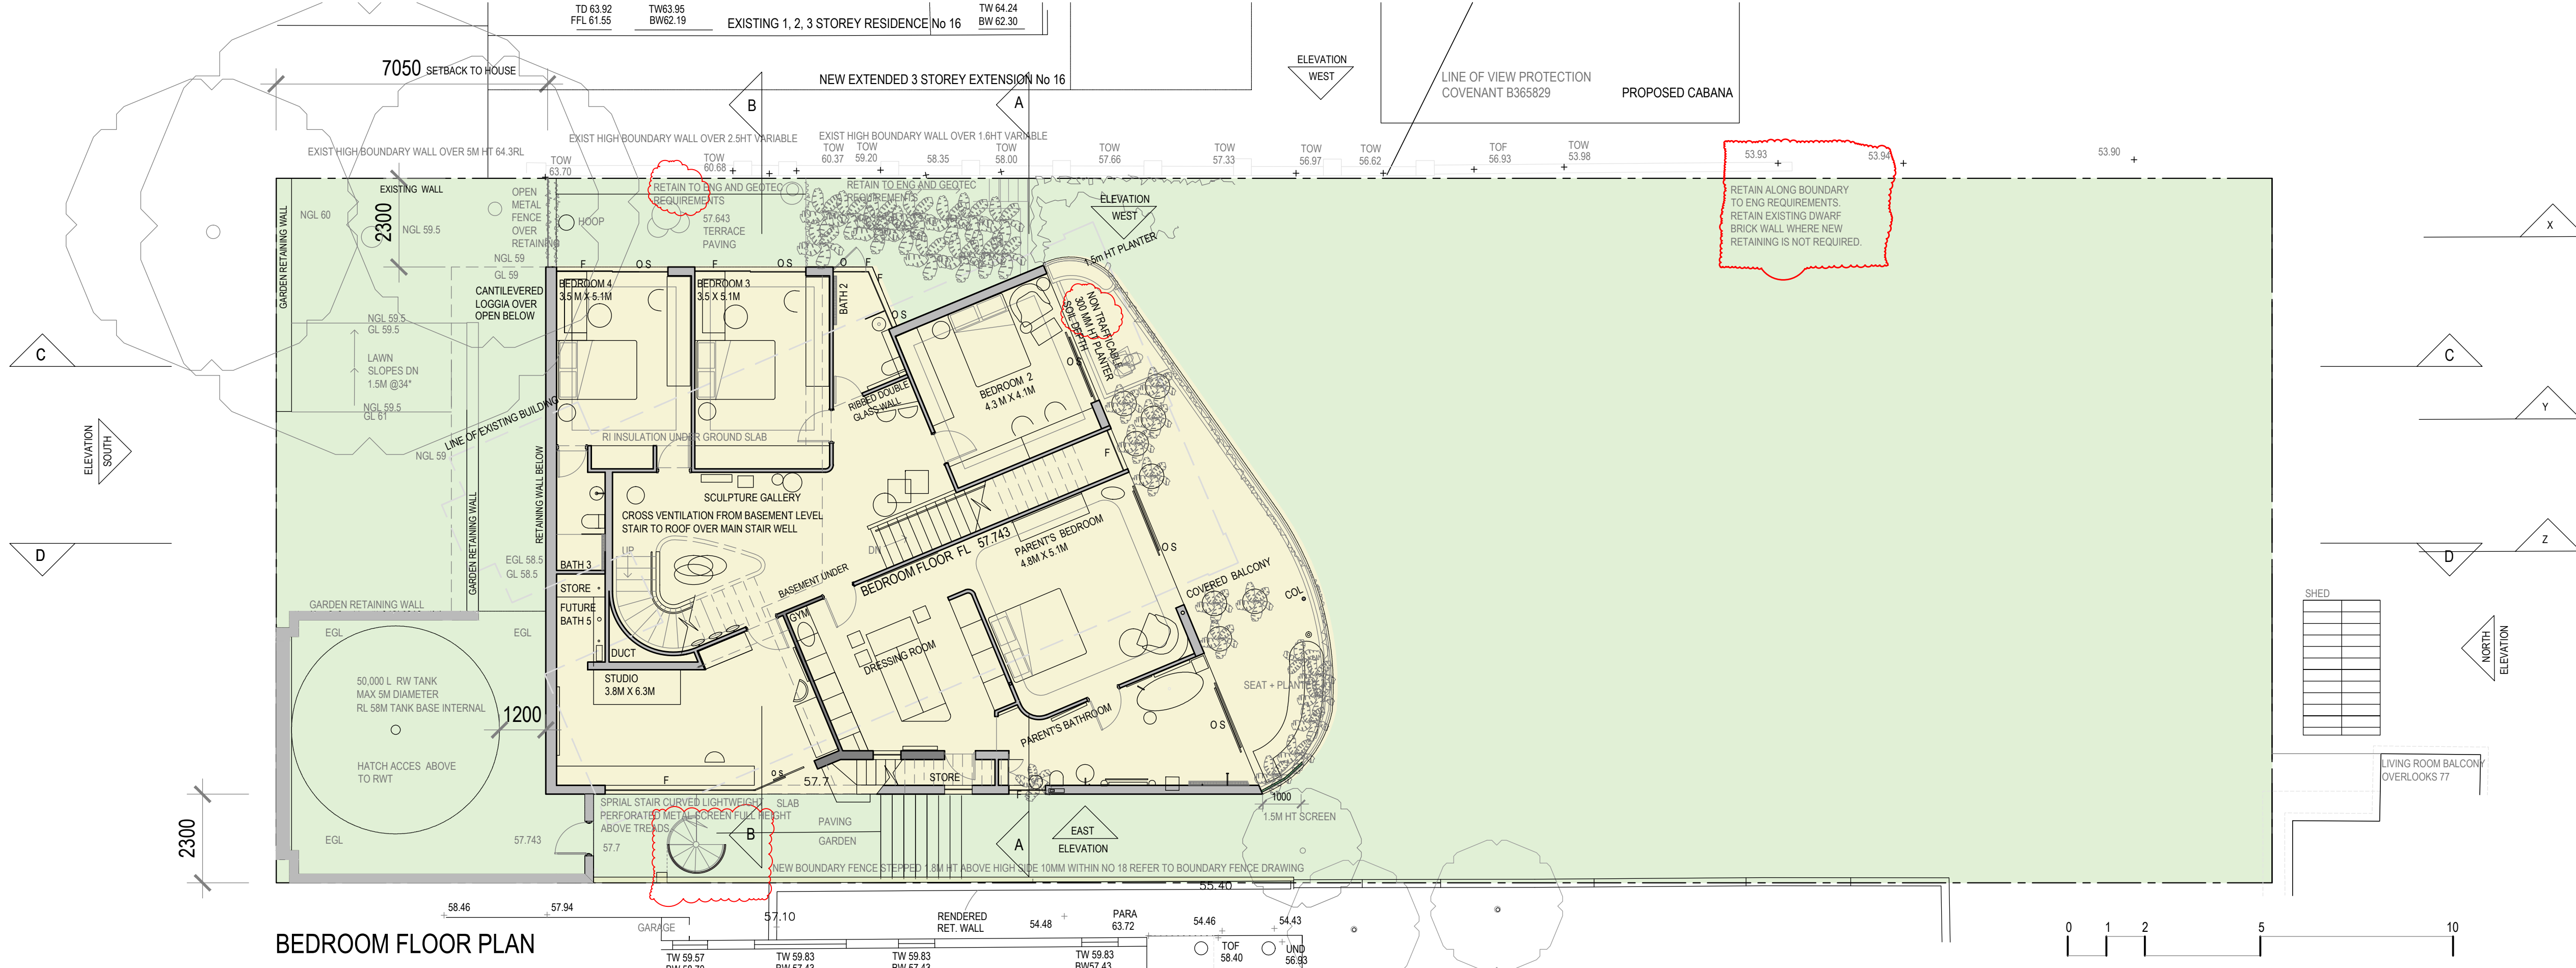 TD 63.92
FFL 61.55
TW63.95
BW62.19
EXISTING 1, 2, 3 STOREY RESIDENCE No 16
TW 64.24
BW 62.30
7050 SETBACK TO HOUSE
NEW EXTENDED 3 STOREY EXTENSION No 16
ELEVATION
WEST
LINE OF VIEW PROTECTION
COVENANT B365829
PROPOSED CABANA
B
A
EXIST HIGH BOUNDARY WALL OVER 5M HT 64.3RL
EXIST HIGH BOUNDARY WALL OVER 2.5HT VARIABLE
EXIST HIGH BOUNDARY WALL OVER 1.6HT VARIABLE
TOW
63.70
TOW
60.68
TOW
60.37
TOW
59.20
58.35
TOW
58.00
TOW
57.66
TOW
57.33
TOW
56.97
TOW
56.62
TOF
56.93
TOW
53.98
53.93
53.94
53.90
EXISTING WALL
GARDEN RETAINING WALL
NGL 60
2300
NGL 59.5
OPEN
METAL
FENCE
OVER
RETAINING
HOOP
RETAIN TO ENG AND GEOTEC
REQUIREMENTS
57.643
TERRACE
PAVING
RETAIN TO ENG AND GEOTEC
REQUIREMENTS
ELEVATION
WEST
1.5m HT PLANTER
RETAIN ALONG BOUNDARY
TO ENG REQUIREMENTS.
RETAIN EXISTING DWARF
BRICK WALL WHERE NEW
RETAINING IS NOT REQUIRED.
X
NGL 59
GL 59
CANTILEVERED
LOGGIA OVER
OPEN BELOW
F
O S
F
O S
O
F
F
O S
BEDROOM 4
3.5 M X 5.1M
BEDROOM 3
3.5 X 5.1M
BATH 2
NON TRAFFICABLE
300 MM HT PLANTER
SOIL DEPTH
O S
NGL 59.5
GL 59.5
LAWN
SLOPES DN
1.5M @34*
NGL 59.5
GL 61
C
C
BEDROOM 2
4.3 M X 4.1M
RIBBED DOUBLE
GLASS WALL
Y
ELEVATION
SOUTH
LINE OF EXISTING BUILDING
NGL 59
RI INSULATION UNDER GROUND SLAB
F
RETAINING WALL BELOW
GARDEN RETAINING WALL
SCULPTURE GALLERY
CROSS VENTILATION FROM BASEMENT LEVEL
STAIR TO ROOF OVER MAIN STAIR WELL
UP
DN
BEDROOM FLOOR FL 57.743
PARENT'S BEDROOM
4.8M X 5.1M
O S
D
D
Z
EGL 58.5
GL 58.5
BATH 3
STORE
FUTURE
BATH 5
DUCT
BASEMENT UNDER
GYM
COVERED BALCONY
COL
SHED
GARDEN RETAINING WALL
EGL
EGL
DRESSING ROOM
NORTH
ELEVATION
50,000 L RW TANK
MAX 5M DIAMETER
RL 58M TANK BASE INTERNAL
1200
STUDIO
3.8M X 6.3M
SEAT + PLANTER
PARENT'S BATHROOM
O S
HATCH ACCES ABOVE
TO RWT
F
O S
57.7
STORE
F
LIVING ROOM BALCONY
OVERLOOKS 77
2300
SPRIAL STAIR CURVED LIGHTWEIGHT
PERFORATED METAL SCREEN FULL HEIGHT
ABOVE TREADS
SLAB
PAVING
GARDEN
1000
1.5M HT SCREEN
EGL
57.743
57.7
B
A
EAST
ELEVATION
NEW BOUNDARY FENCE STEPPED 1.8M HT ABOVE HIGH SIDE 10MM WITHIN NO 18 REFER TO BOUNDARY FENCE DRAWING
55.40
58.46
57.94
57.10
GARAGE
RENDERED
RET. WALL
54.48
PARA
63.72
54.46
54.43
TOF
58.40
UND
56.93
BEDROOM FLOOR PLAN
TW 59.57
BW 58.70
TW 59.83
BW 57.43
TW 59.83
BW 57.43
TW 59.83
BW57.43
0 1 2 5 10